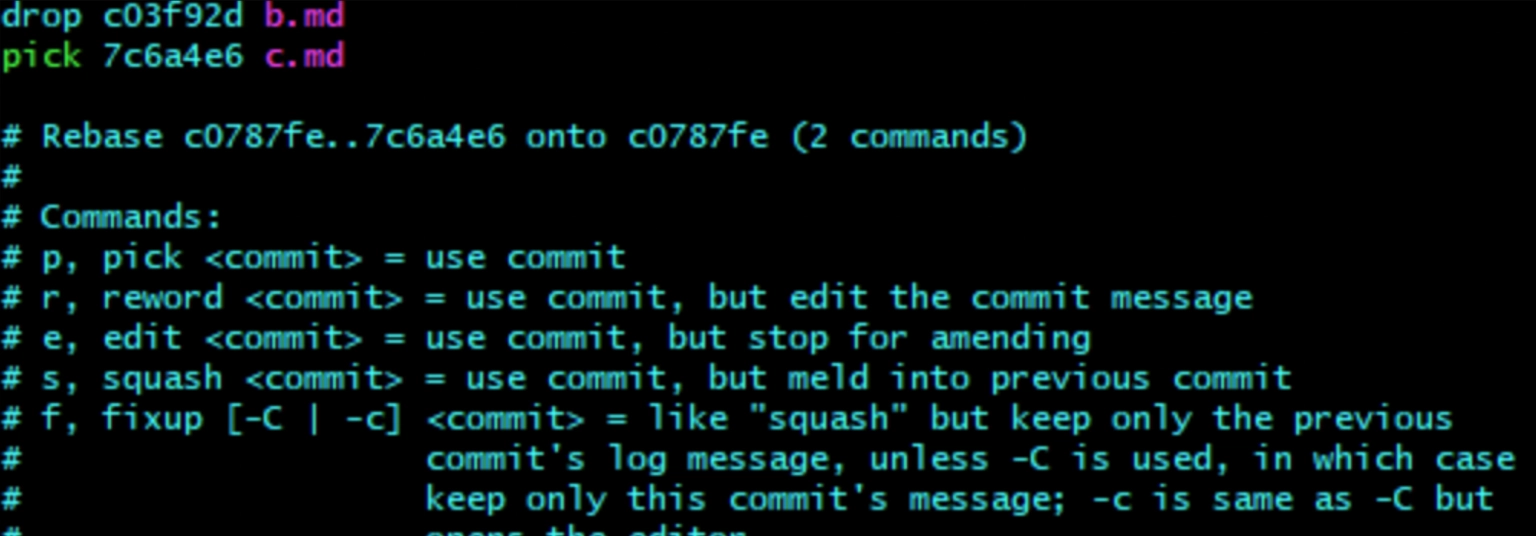 drop c03f92d b.md
pick 7c6a4e6 c.md
# Rebase c0787fe..7c6a4e6 onto c0787fe (2 commands)
#
# Commands:
# p, pick <commit> = use commit
# r, reword <commit> = use commit, but edit the commit message
# e, edit <commit> = use commit, but stop for amending
# s, squash <commit> = use commit, but meld into previous commit
# f, fixup [-C | -c] <commit> = like "squash" but keep only the previous
#                     commit's log message, unless -C is used, in which case
#                     keep only this commit's message; -c is same as -C but
#                     opens the editor